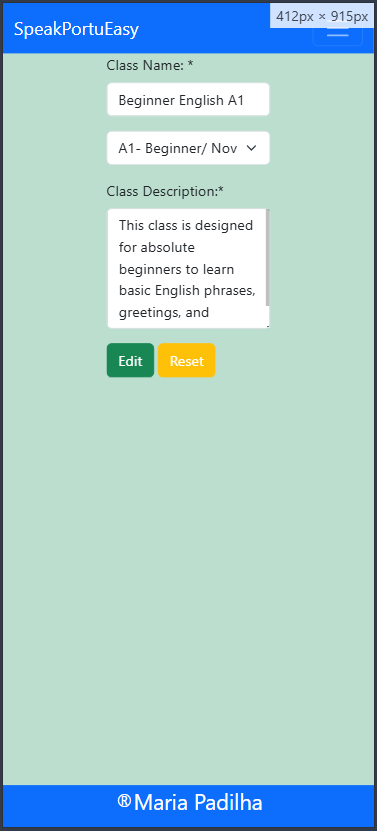 412px × 915px
SpeakPortuEasy
Class Name: *
Beginner English A1
A1- Beginner/ Nov
Class Description:*
This class is designed
for absolute
beginners to learn
basic English phrases,
greetings, and
Edit Reset
®Maria Padilha